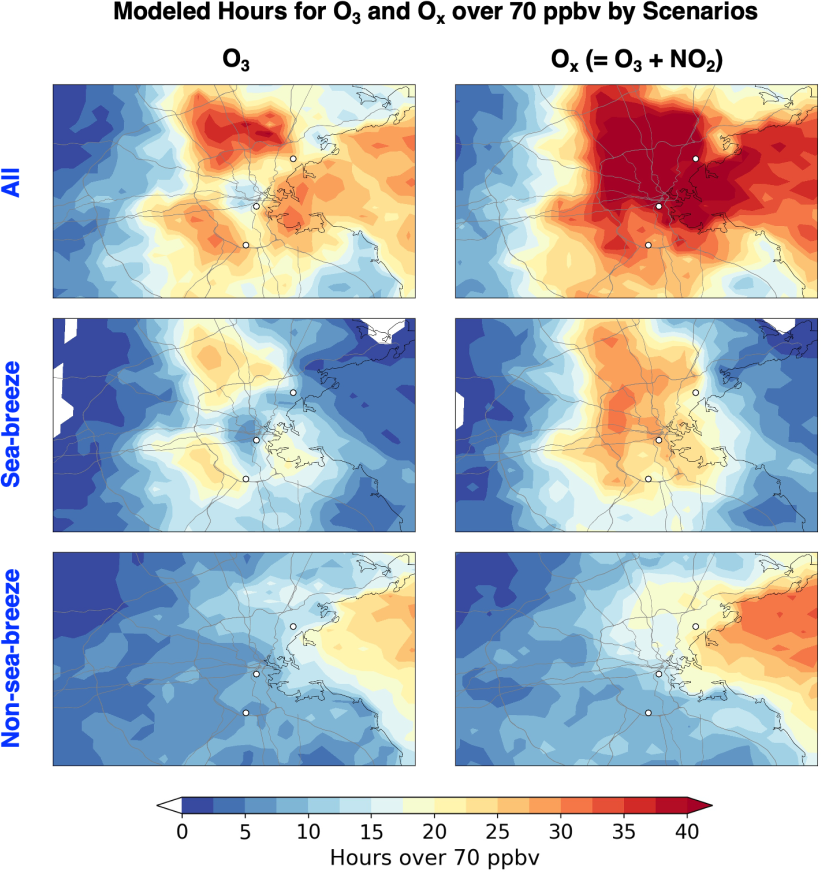 Modeled Hours for O₃ and Oₓ over 70 ppbv by Scenarios
O₃
Oₓ (= O₃ + NO₂)
All
Sea-breeze
Non-sea-breeze
0 5 10 15 20 25 30 35 40
Hours over 70 ppbv